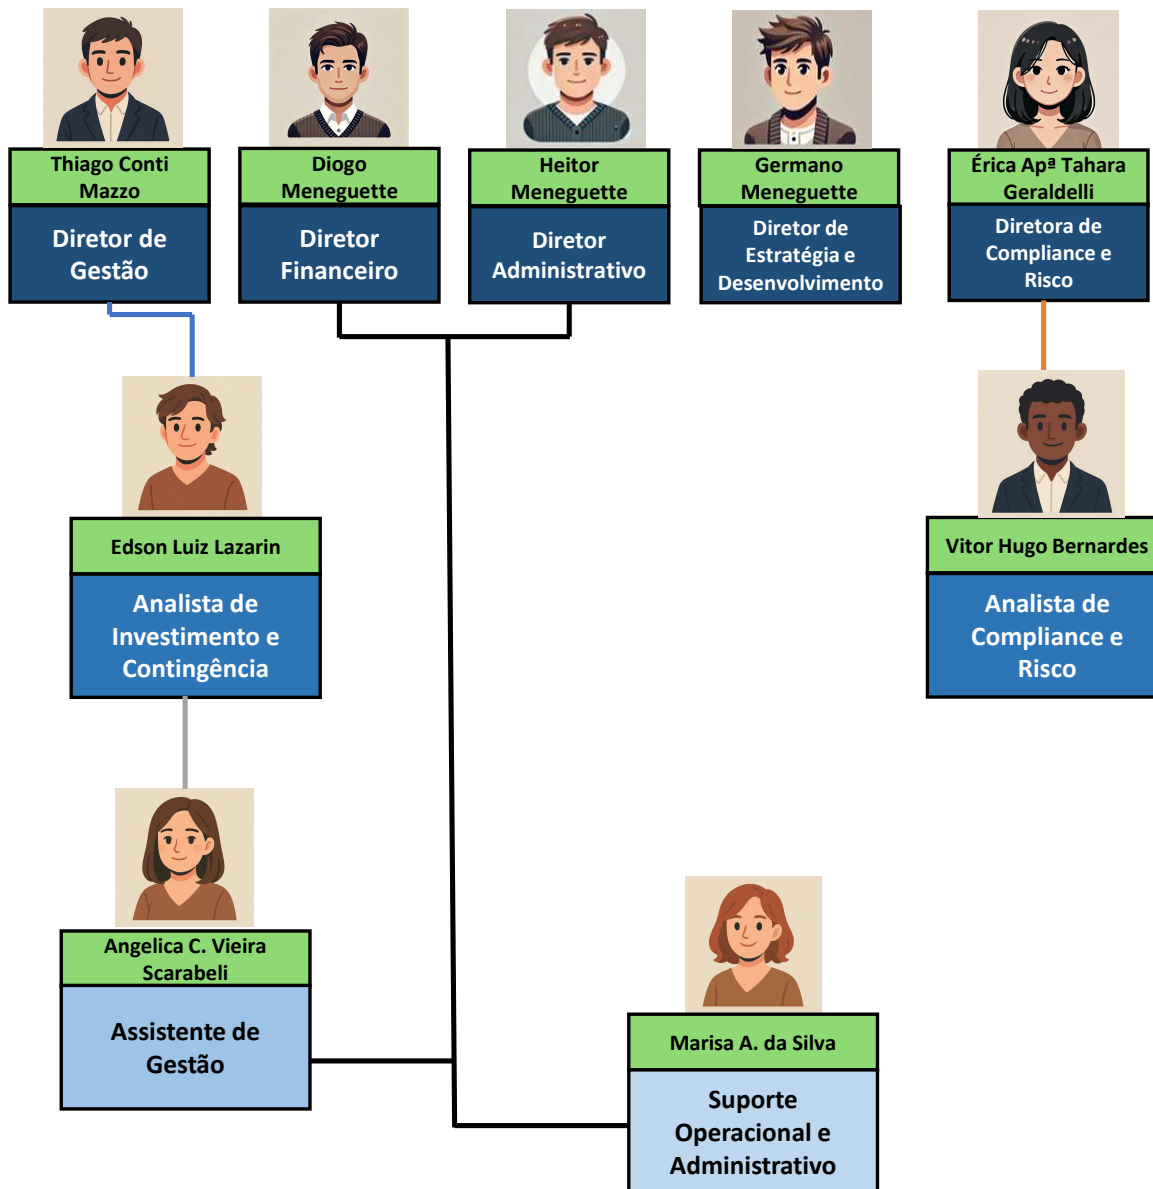 Thiago Conti
Mazzo
Diretor de
Gestão
Diogo
Meneguette
Diretor
Financeiro
Heitor
Meneguette
Diretor
Administrativo
Germano
Meneguette
Diretor de
Estratégia e
Desenvolvimento
Érica Apª Tahara
Geraldelli
Diretora de
Compliance e
Risco
Edson Luiz Lazarin
Analista de
Investimento e
Contingência
Vitor Hugo Bernardes
Analista de
Compliance e
Risco
Angelica C. Vieira
Scarabeli
Assistente de
Gestão
Marisa A. da Silva
Suporte
Operacional e
Administrativo